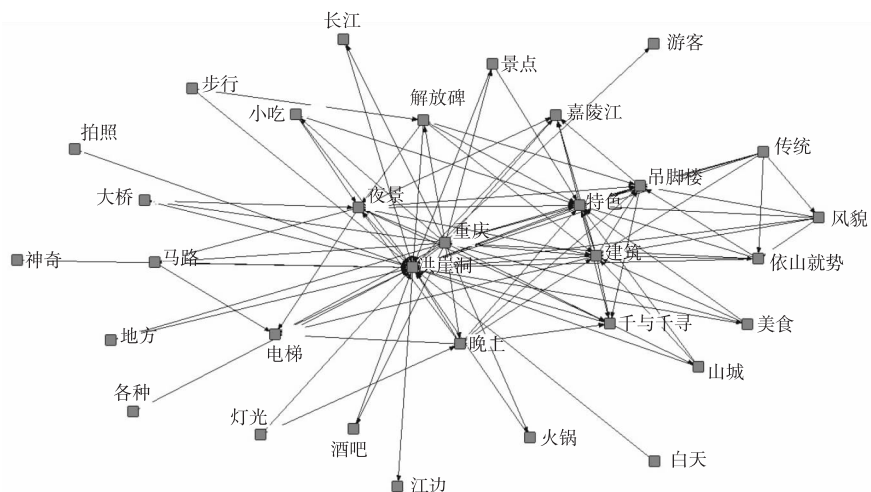 长江
游客
景点
步行
解放碑
小吃
嘉陵江
拍照
传统
吊脚楼
大桥
夜景
特色
风貌
重庆
建筑
神奇
马路
洪崖洞
依山就势
千与千寻
美食
地方
电梯
晚上
山城
各种
灯光
酒吧
火锅
白天
江边